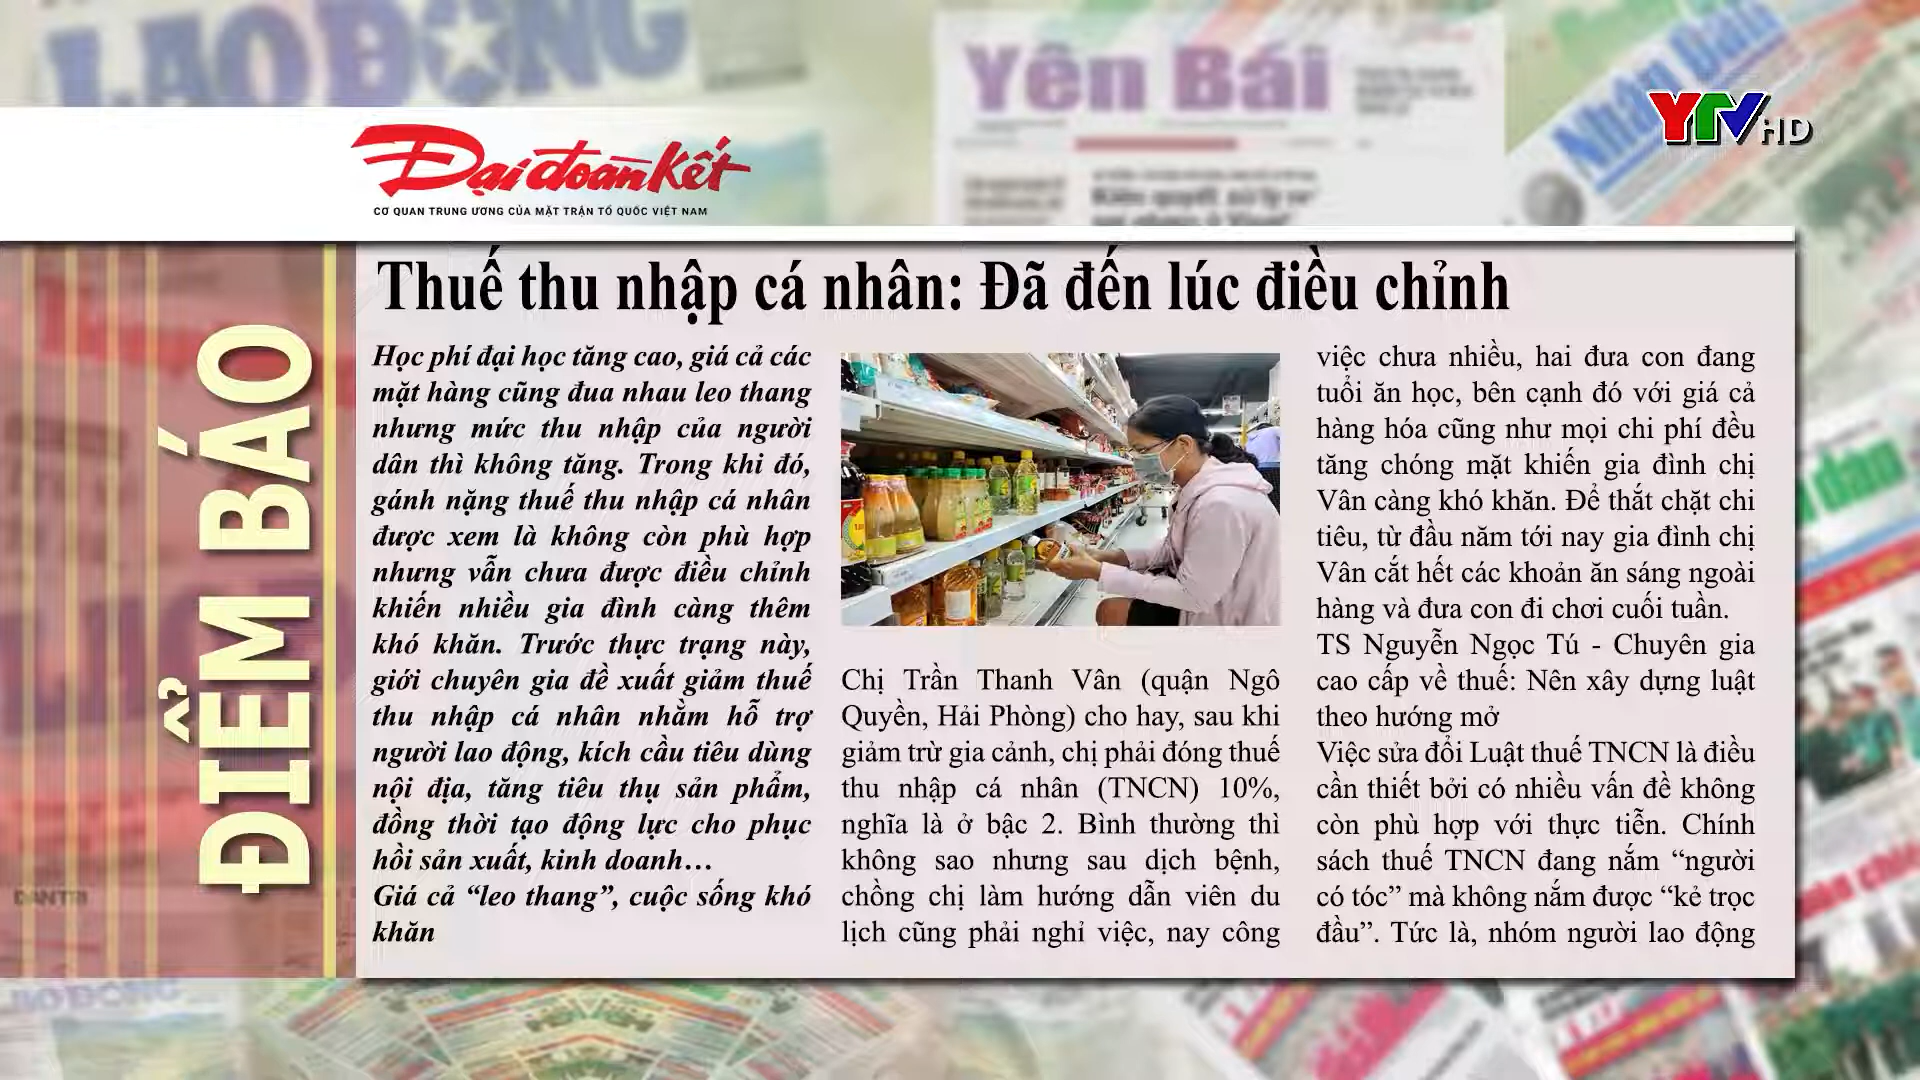 LAO ĐỘNG
Yên Bái
Nhân Dân
YTV HD
Đại đoàn kết
CƠ QUAN TRUNG ƯƠNG CỦA MẶT TRẬN TỔ QUỐC VIỆT NAM
ĐIỂM BÁO
Thuế thu nhập cá nhân: Đã đến lúc điều chỉnh
Học phí đại học tăng cao, giá cả các
mặt hàng cũng đua nhau leo thang
nhưng mức thu nhập của người
dân thì không tăng. Trong khi đó,
gánh nặng thuế thu nhập cá nhân
được xem là không còn phù hợp
nhưng vẫn chưa được điều chỉnh
khiến nhiều gia đình càng thêm
khó khăn. Trước thực trạng này,
giới chuyên gia đề xuất giảm thuế
thu nhập cá nhân nhằm hỗ trợ
người lao động, kích cầu tiêu dùng
nội địa, tăng tiêu thụ sản phẩm,
đồng thời tạo động lực cho phục
hồi sản xuất, kinh doanh…
Giá cả “leo thang”, cuộc sống khó
khăn
Chị Trần Thanh Vân (quận Ngô
Quyền, Hải Phòng) cho hay, sau khi
giảm trừ gia cảnh, chị phải đóng thuế
thu nhập cá nhân (TNCN) 10%,
nghĩa là ở bậc 2. Bình thường thì
không sao nhưng sau dịch bệnh,
chồng chị làm hướng dẫn viên du
lịch cũng phải nghỉ việc, nay công
việc chưa nhiều, hai đưa con đang
tuổi ăn học, bên cạnh đó với giá cả
hàng hóa cũng như mọi chi phí đều
tăng chóng mặt khiến gia đình chị
Vân càng khó khăn. Để thắt chặt chi
tiêu, từ đầu năm tới nay gia đình chị
Vân cắt hết các khoản ăn sáng ngoài
hàng và đưa con đi chơi cuối tuần.
TS Nguyễn Ngọc Tú - Chuyên gia
cao cấp về thuế: Nên xây dựng luật
theo hướng mở
Việc sửa đổi Luật thuế TNCN là điều
cần thiết bởi có nhiều vấn đề không
còn phù hợp với thực tiễn. Chính
sách thuế TNCN đang nắm “người
có tóc” mà không nắm được “kẻ trọc
đầu”. Tức là, nhóm người lao động
DANTRI
LAO ĐỘNG